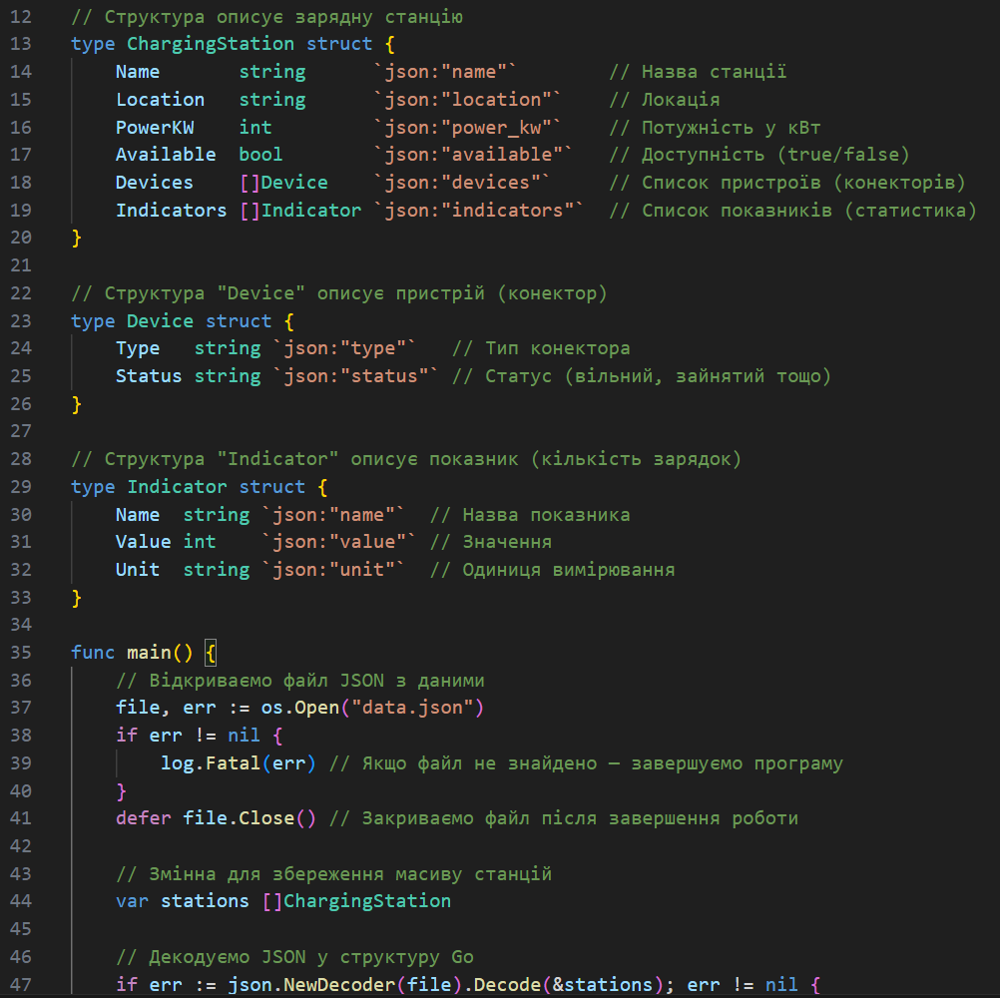 12 // Структура описує зарядну станцію
13 type ChargingStation struct {
14     Name       string      `json:"name"`        // Назва станції
15     Location   string      `json:"location"`    // Локація
16     PowerKW    int         `json:"power_kw"`    // Потужність у кВт
17     Available  bool        `json:"available"`   // Доступність (true/false)
18     Devices    []Device    `json:"devices"`     // Список пристроїв (конекторів)
19     Indicators []Indicator `json:"indicators"`  // Список показників (статистика)
20 }
21
22 // Структура "Device" описує пристрій (конектор)
23 type Device struct {
24     Type   string `json:"type"`   // Тип конектора
25     Status string `json:"status"` // Статус (вільний, зайнятий тощо)
26 }
27
28 // Структура "Indicator" описує показник (кількість зарядок)
29 type Indicator struct {
30     Name  string `json:"name"`  // Назва показника
31     Value int    `json:"value"` // Значення
32     Unit  string `json:"unit"`  // Одиниця вимірювання
33 }
34
35 func main() {
36     // Відкриваємо файл JSON з даними
37     file, err := os.Open("data.json")
38     if err != nil {
39         log.Fatal(err) // Якщо файл не знайдено — завершуємо програму
40     }
41     defer file.Close() // Закриваємо файл після завершення роботи
42
43     // Змінна для збереження масиву станцій
44     var stations []ChargingStation
45
46     // Декодуємо JSON у структуру Go
47     if err := json.NewDecoder(file).Decode(&stations); err != nil {